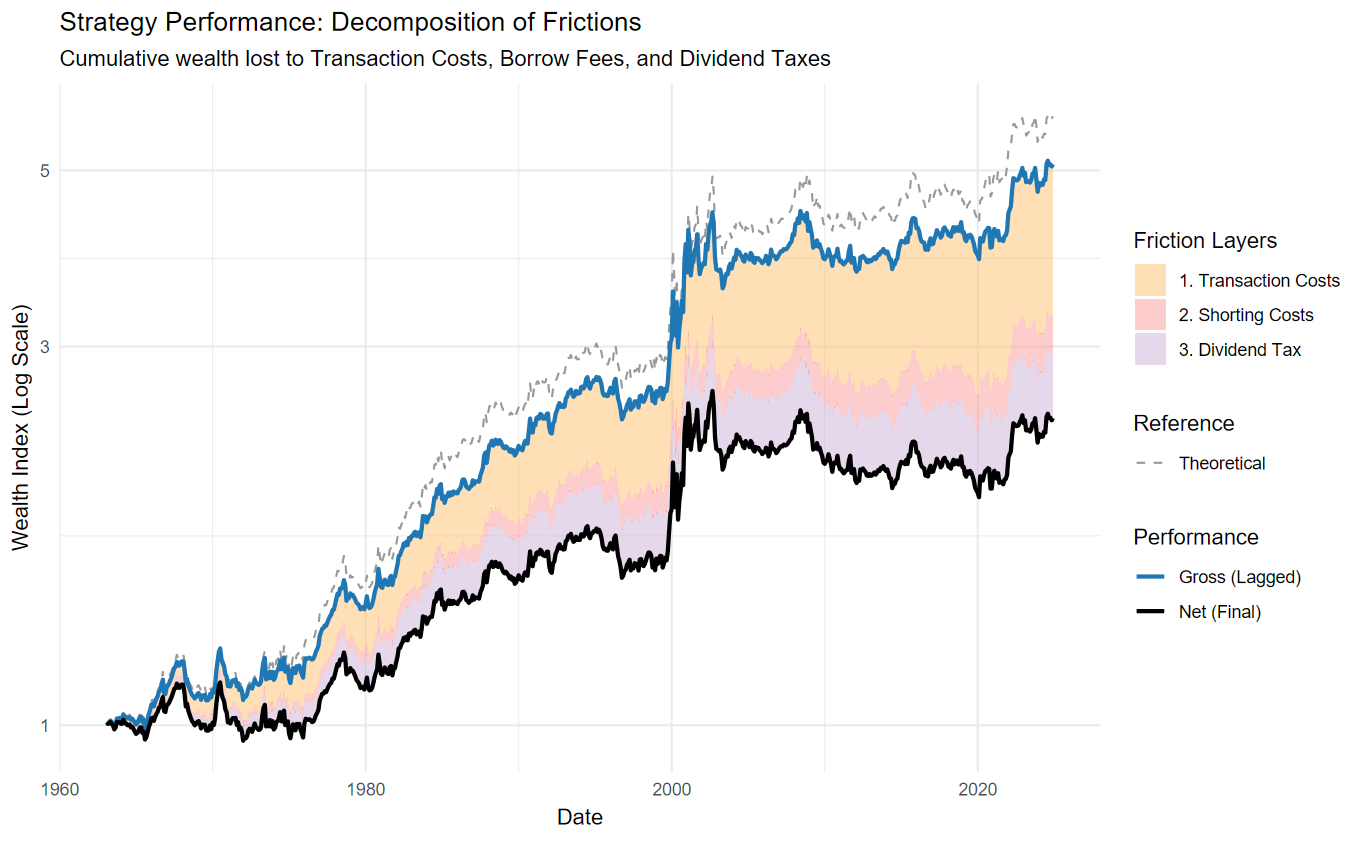 Strategy Performance: Decomposition of Frictions
Cumulative wealth lost to Transaction Costs, Borrow Fees, and Dividend Taxes
Wealth Index (Log Scale)
5
3
1
1960
1980
2000
2020
Date
Friction Layers
1. Transaction Costs
2. Shorting Costs
3. Dividend Tax
Reference
Theoretical
Performance
Gross (Lagged)
Net (Final)